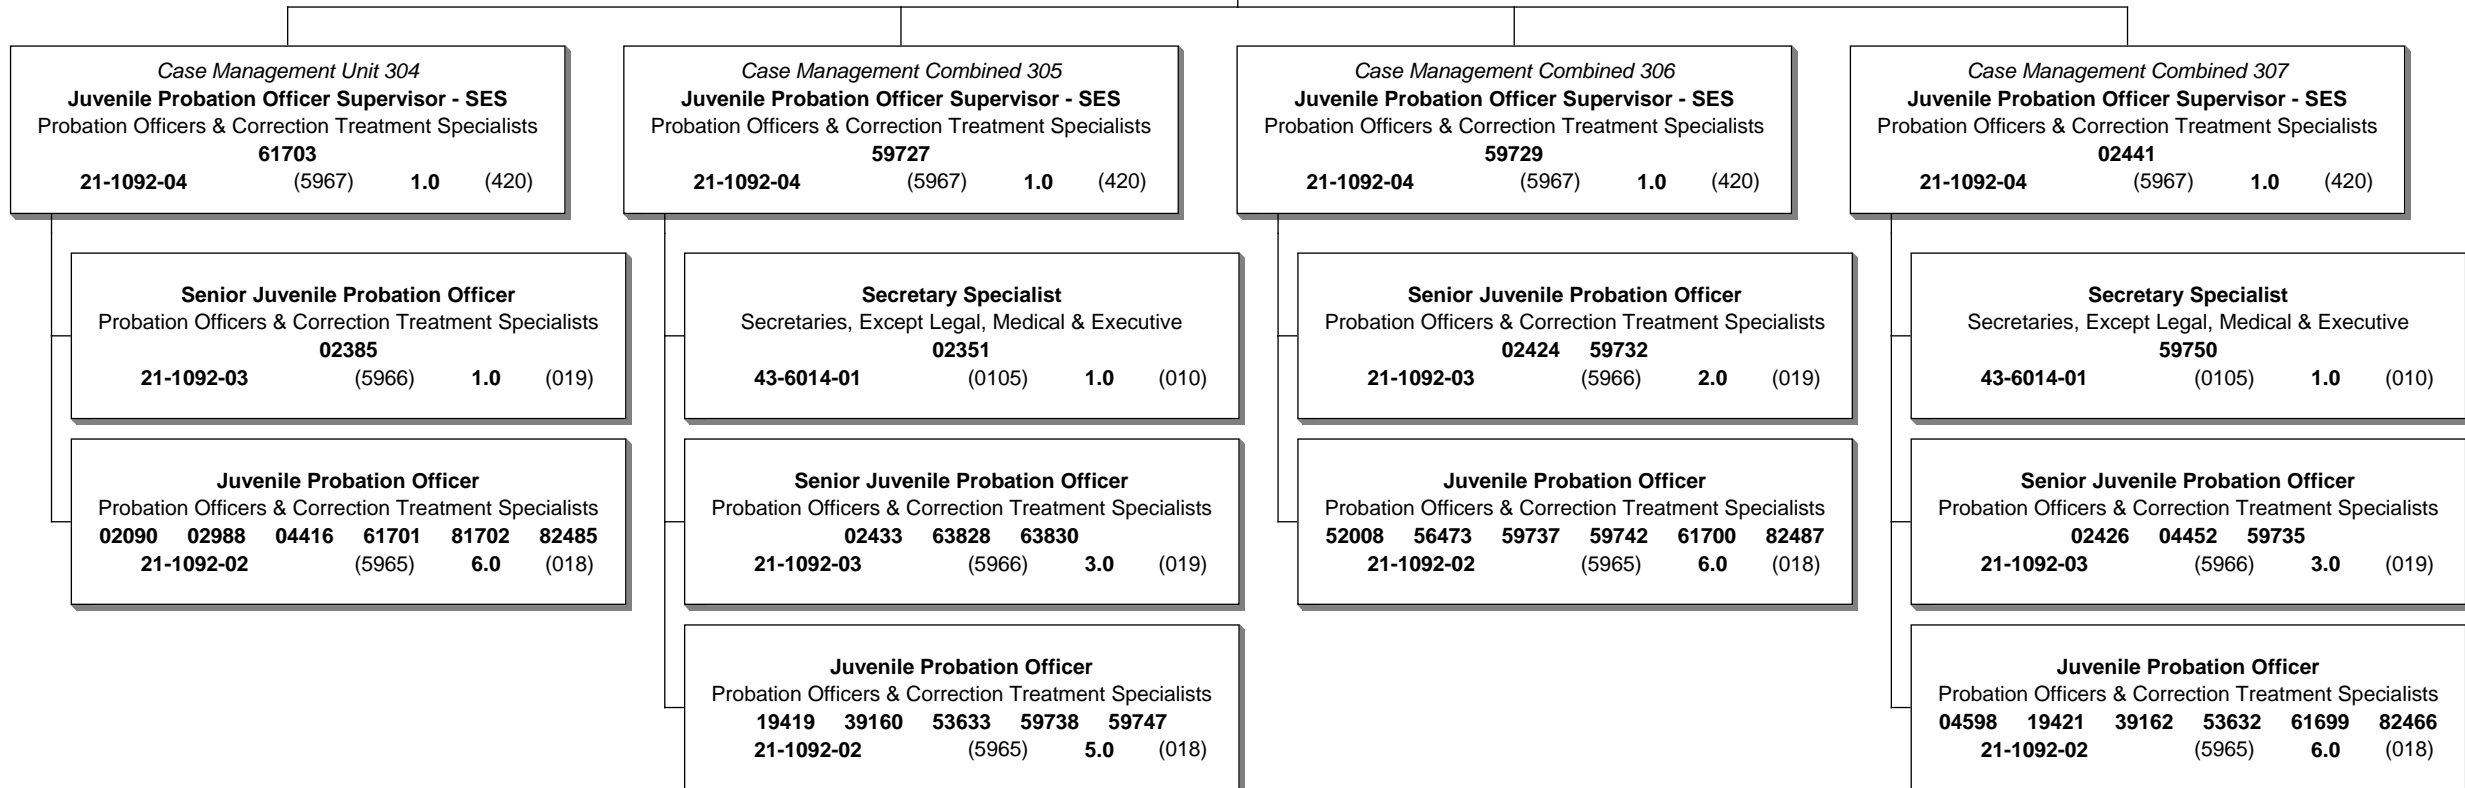 Case Management Unit 304
Juvenile Probation Officer Supervisor - SES
Probation Officers & Correction Treatment Specialists
61703
21-1092-04 (5967) 1.0 (420)
Senior Juvenile Probation Officer
Probation Officers & Correction Treatment Specialists
02385
21-1092-03 (5966) 1.0 (019)
Juvenile Probation Officer
Probation Officers & Correction Treatment Specialists
02090 02988 04416 61701 81702 82485
21-1092-02 (5965) 6.0 (018)
Case Management Combined 305
Juvenile Probation Officer Supervisor - SES
Probation Officers & Correction Treatment Specialists
59727
21-1092-04 (5967) 1.0 (420)
Secretary Specialist
Secretaries, Except Legal, Medical & Executive
02351
43-6014-01 (0105) 1.0 (010)
Senior Juvenile Probation Officer
Probation Officers & Correction Treatment Specialists
02433 63828 63830
21-1092-03 (5966) 3.0 (019)
Juvenile Probation Officer
Probation Officers & Correction Treatment Specialists
19419 39160 53633 59738 59747
21-1092-02 (5965) 5.0 (018)
Case Management Combined 306
Juvenile Probation Officer Supervisor - SES
Probation Officers & Correction Treatment Specialists
59729
21-1092-04 (5967) 1.0 (420)
Senior Juvenile Probation Officer
Probation Officers & Correction Treatment Specialists
02424 59732
21-1092-03 (5966) 2.0 (019)
Juvenile Probation Officer
Probation Officers & Correction Treatment Specialists
52008 56473 59737 59742 61700 82487
21-1092-02 (5965) 6.0 (018)
Case Management Combined 307
Juvenile Probation Officer Supervisor - SES
Probation Officers & Correction Treatment Specialists
02441
21-1092-04 (5967) 1.0 (420)
Secretary Specialist
Secretaries, Except Legal, Medical & Executive
59750
43-6014-01 (0105) 1.0 (010)
Senior Juvenile Probation Officer
Probation Officers & Correction Treatment Specialists
02426 04452 59735
21-1092-03 (5966) 3.0 (019)
Juvenile Probation Officer
Probation Officers & Correction Treatment Specialists
04598 19421 39162 53632 61699 82466
21-1092-02 (5965) 6.0 (018)